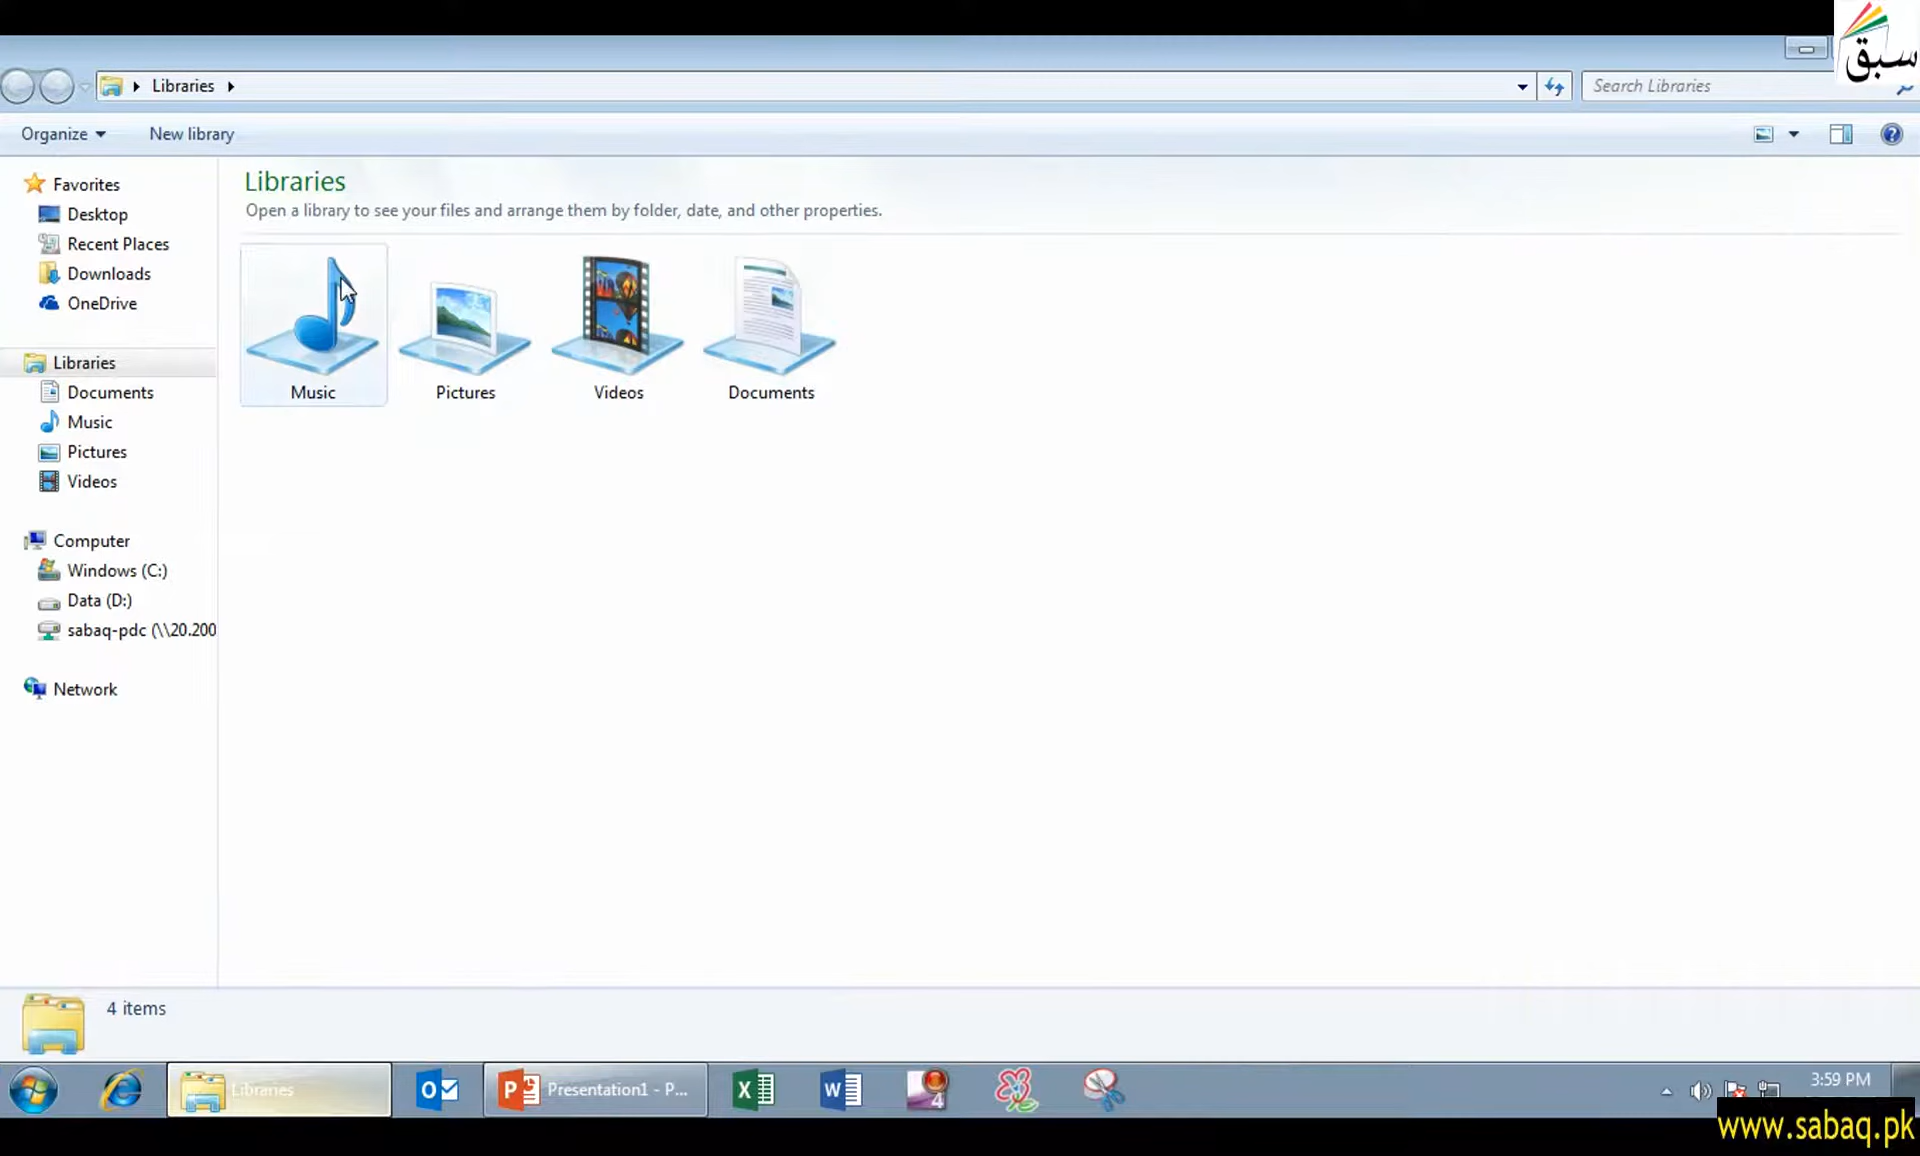 سبق
Libraries
Search Libraries
Organize
New library
Favorites
Desktop
Recent Places
Downloads
OneDrive
Libraries
Documents
Music
Pictures
Videos
Computer
Windows (C:)
Data (D:)
sabaq-pdc (\\20.200
Network
Libraries
Open a library to see your files and arrange them by folder, date, and other properties.
Music
Pictures
Videos
Documents
4 items
Libraries
Presentation1 - P...
4
3:59 PM
www.sabaq.pk